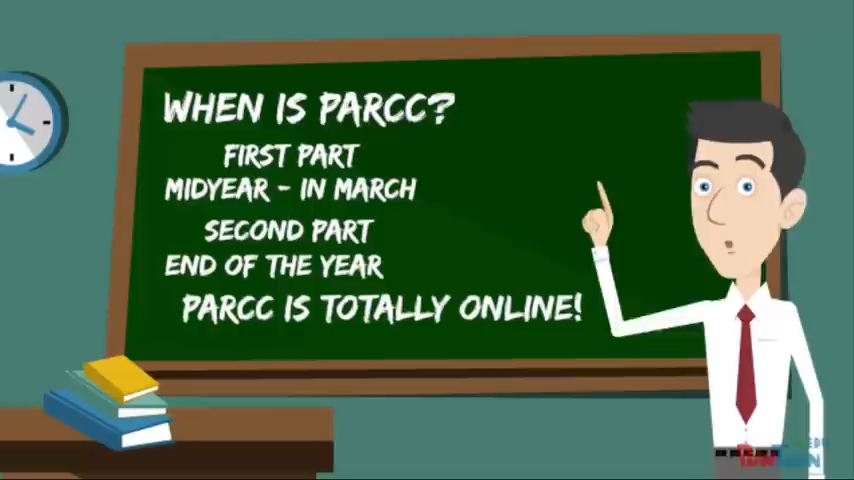 WHEN IS PARCC?
FIRST PART
MIDYEAR - IN MARCH
SECOND PART
END OF THE YEAR
PARCC IS TOTALLY ONLINE!